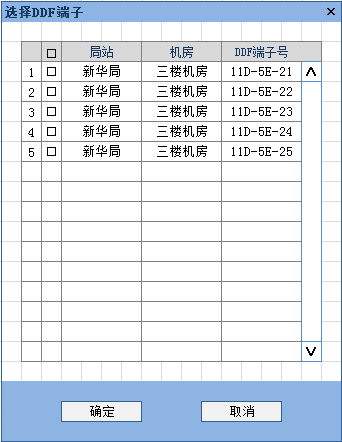 选择DDF端子 ×
局站 机房 DDF端子号
1 新华局 三楼机房 11D-5E-21
2 新华局 三楼机房 11D-5E-22
3 新华局 三楼机房 11D-5E-23
4 新华局 三楼机房 11D-5E-24
5 新华局 三楼机房 11D-5E-25
确定 取消